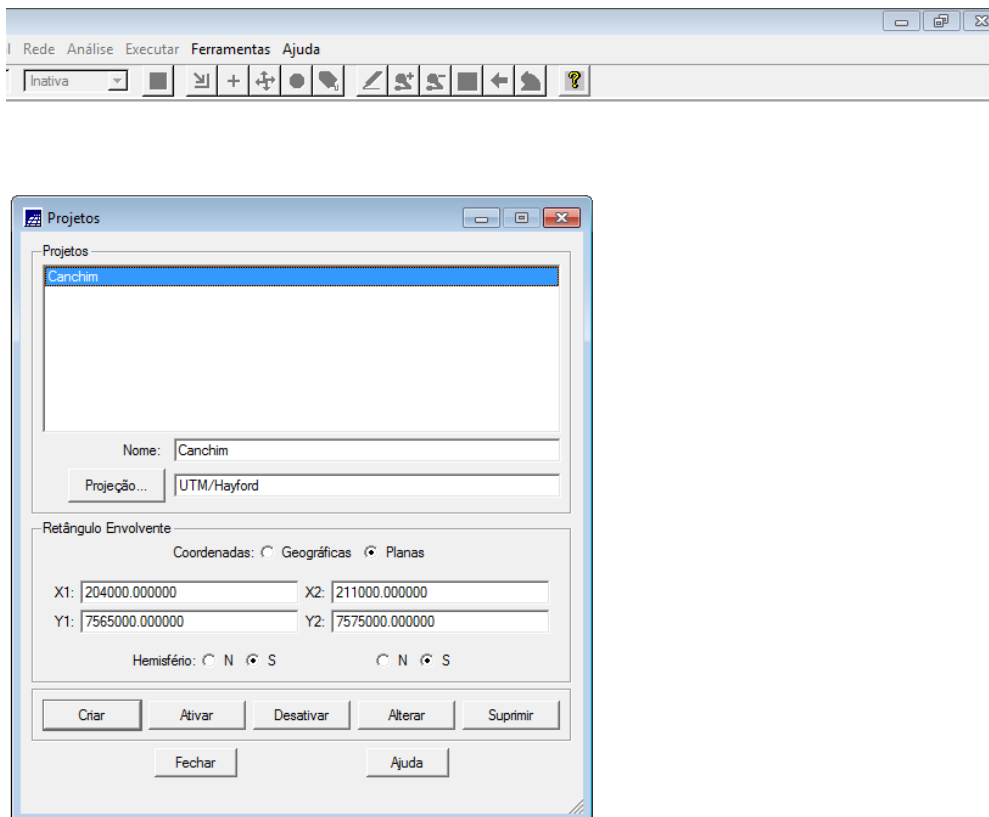 Rede Análise Executar Ferramentas Ajuda
Inativa
Projetos
Projetos
Canchim
Nome: Canchim
Projeção... UTM/Hayford
Retângulo Envolvente
Coordenadas: Geográficas Planas
X1: 204000.000000 X2: 211000.000000
Y1: 7565000.000000 Y2: 7575000.000000
Hemisfério: N S N S
Criar Ativar Desativar Alterar Suprimir
Fechar Ajuda